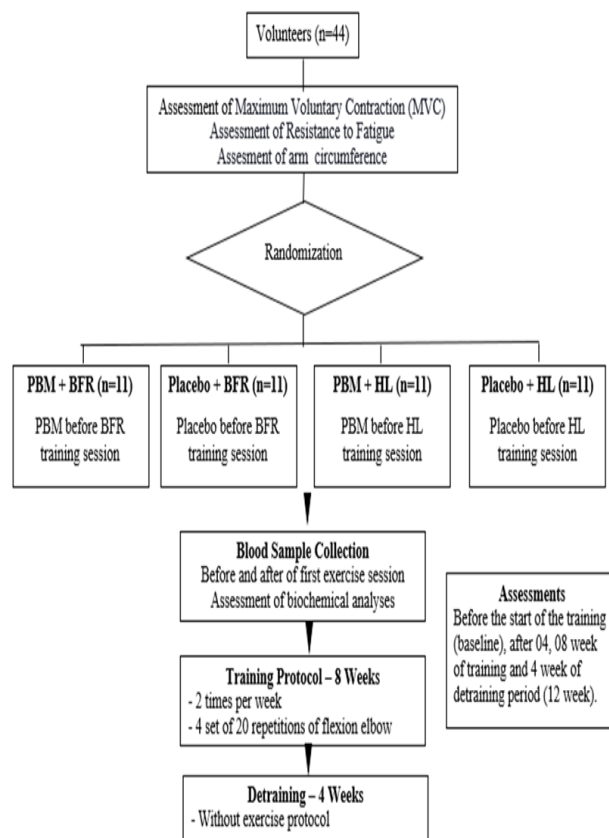 Volunteers (n=44)
Assessment of Maximum Voluntary Contraction (MVC)
Assessment of Resistance to Fatigue
Assesment of arm circumference
Randomization
PBM + BFR (n=11)
PBM before BFR
training session
Placebo + BFR (n=11)
Placebo before BFR
training session
PBM + HL (n=11)
PBM before HL
training session
Placebo + HL (n=11)
Placebo before HL
training session
Blood Sample Collection
Before and after of first exercise session
Assessment of biochemical analyses
Assessments
Before the start of the training
(baseline), after 04, 08 week
of training and 4 week of
detraining period (12 week).
Training Protocol – 8 Weeks
- 2 times per week
- 4 set of 20 repetitions of flexion elbow
Detraining – 4 Weeks
- Without exercise protocol